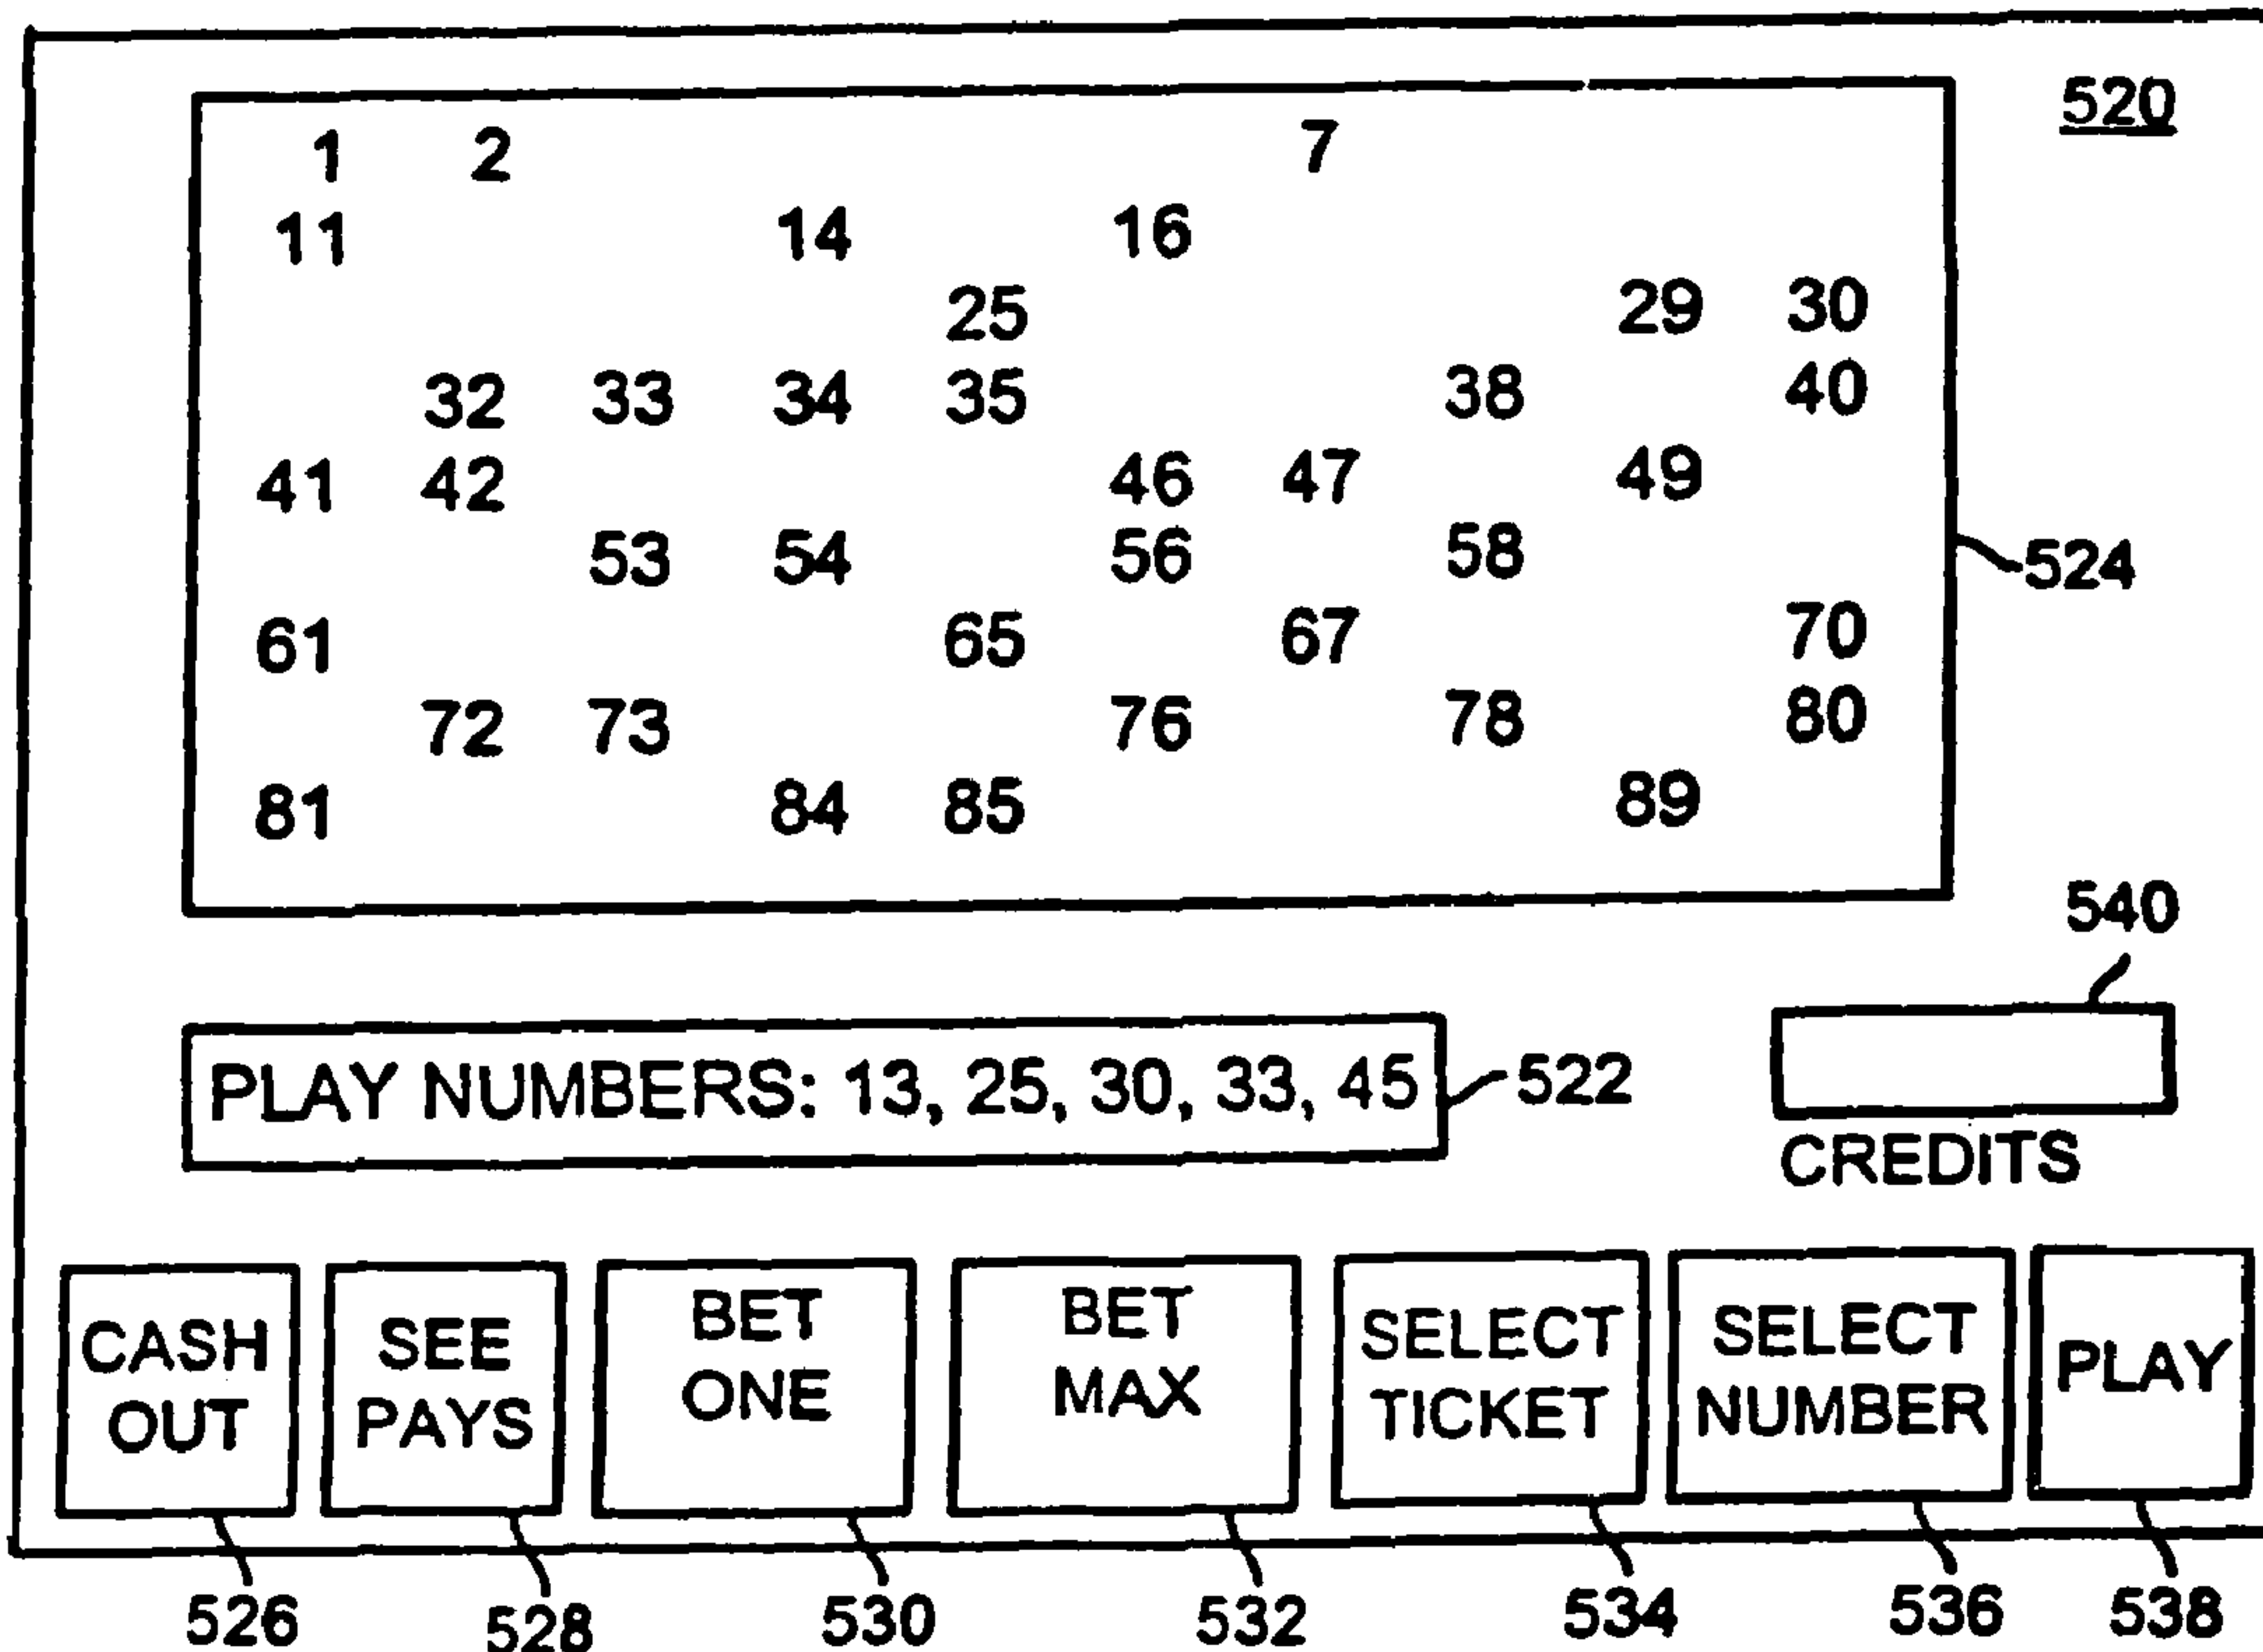 520
1 2 7
11 14 16
25 29 30
32 33 34 35 38 40
41 42 46 47 49
53 54 56 58
524
61 65 67 70
72 73 76 78 80
81 84 85 89
540
PLAY NUMBERS: 13, 25, 30, 33, 45
522
CREDITS
CASH
OUT
SEE
PAYS
BET
ONE
BET
MAX
SELECT
TICKET
SELECT
NUMBER
PLAY
526 528 530 532 534 536 538